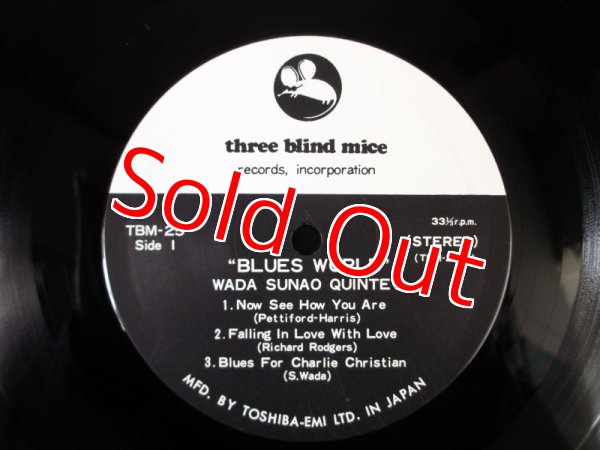 three blind mice
records, incorporation
Sold Out
TBM-25
Side 1
33⅓r.p.m.
(STEREO)
"BLUES WORLD"
WADA SUNAO QUINTET
1. Now See How You Are
(Pettiford-Harris)
2. Falling In Love With Love
(Richard Rodgers)
3. Blues For Charlie Christian
(S. Wada)
MFD. BY TOSHIBA-EMI LTD. IN JAPAN